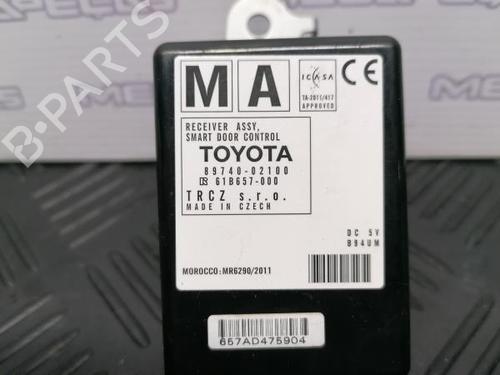 MA
ICASA
TA-2011/417
APPROVED
CE
RECEIVER ASSY,
SMART DOOR CONTROL
TOYOTA
89740-02100
61B657-000
TRCZ s.r.o.
MADE IN CZECH
DC 5V
B94UM
MOROCCO:MR6290/2011
657AD475904
B-PARTS